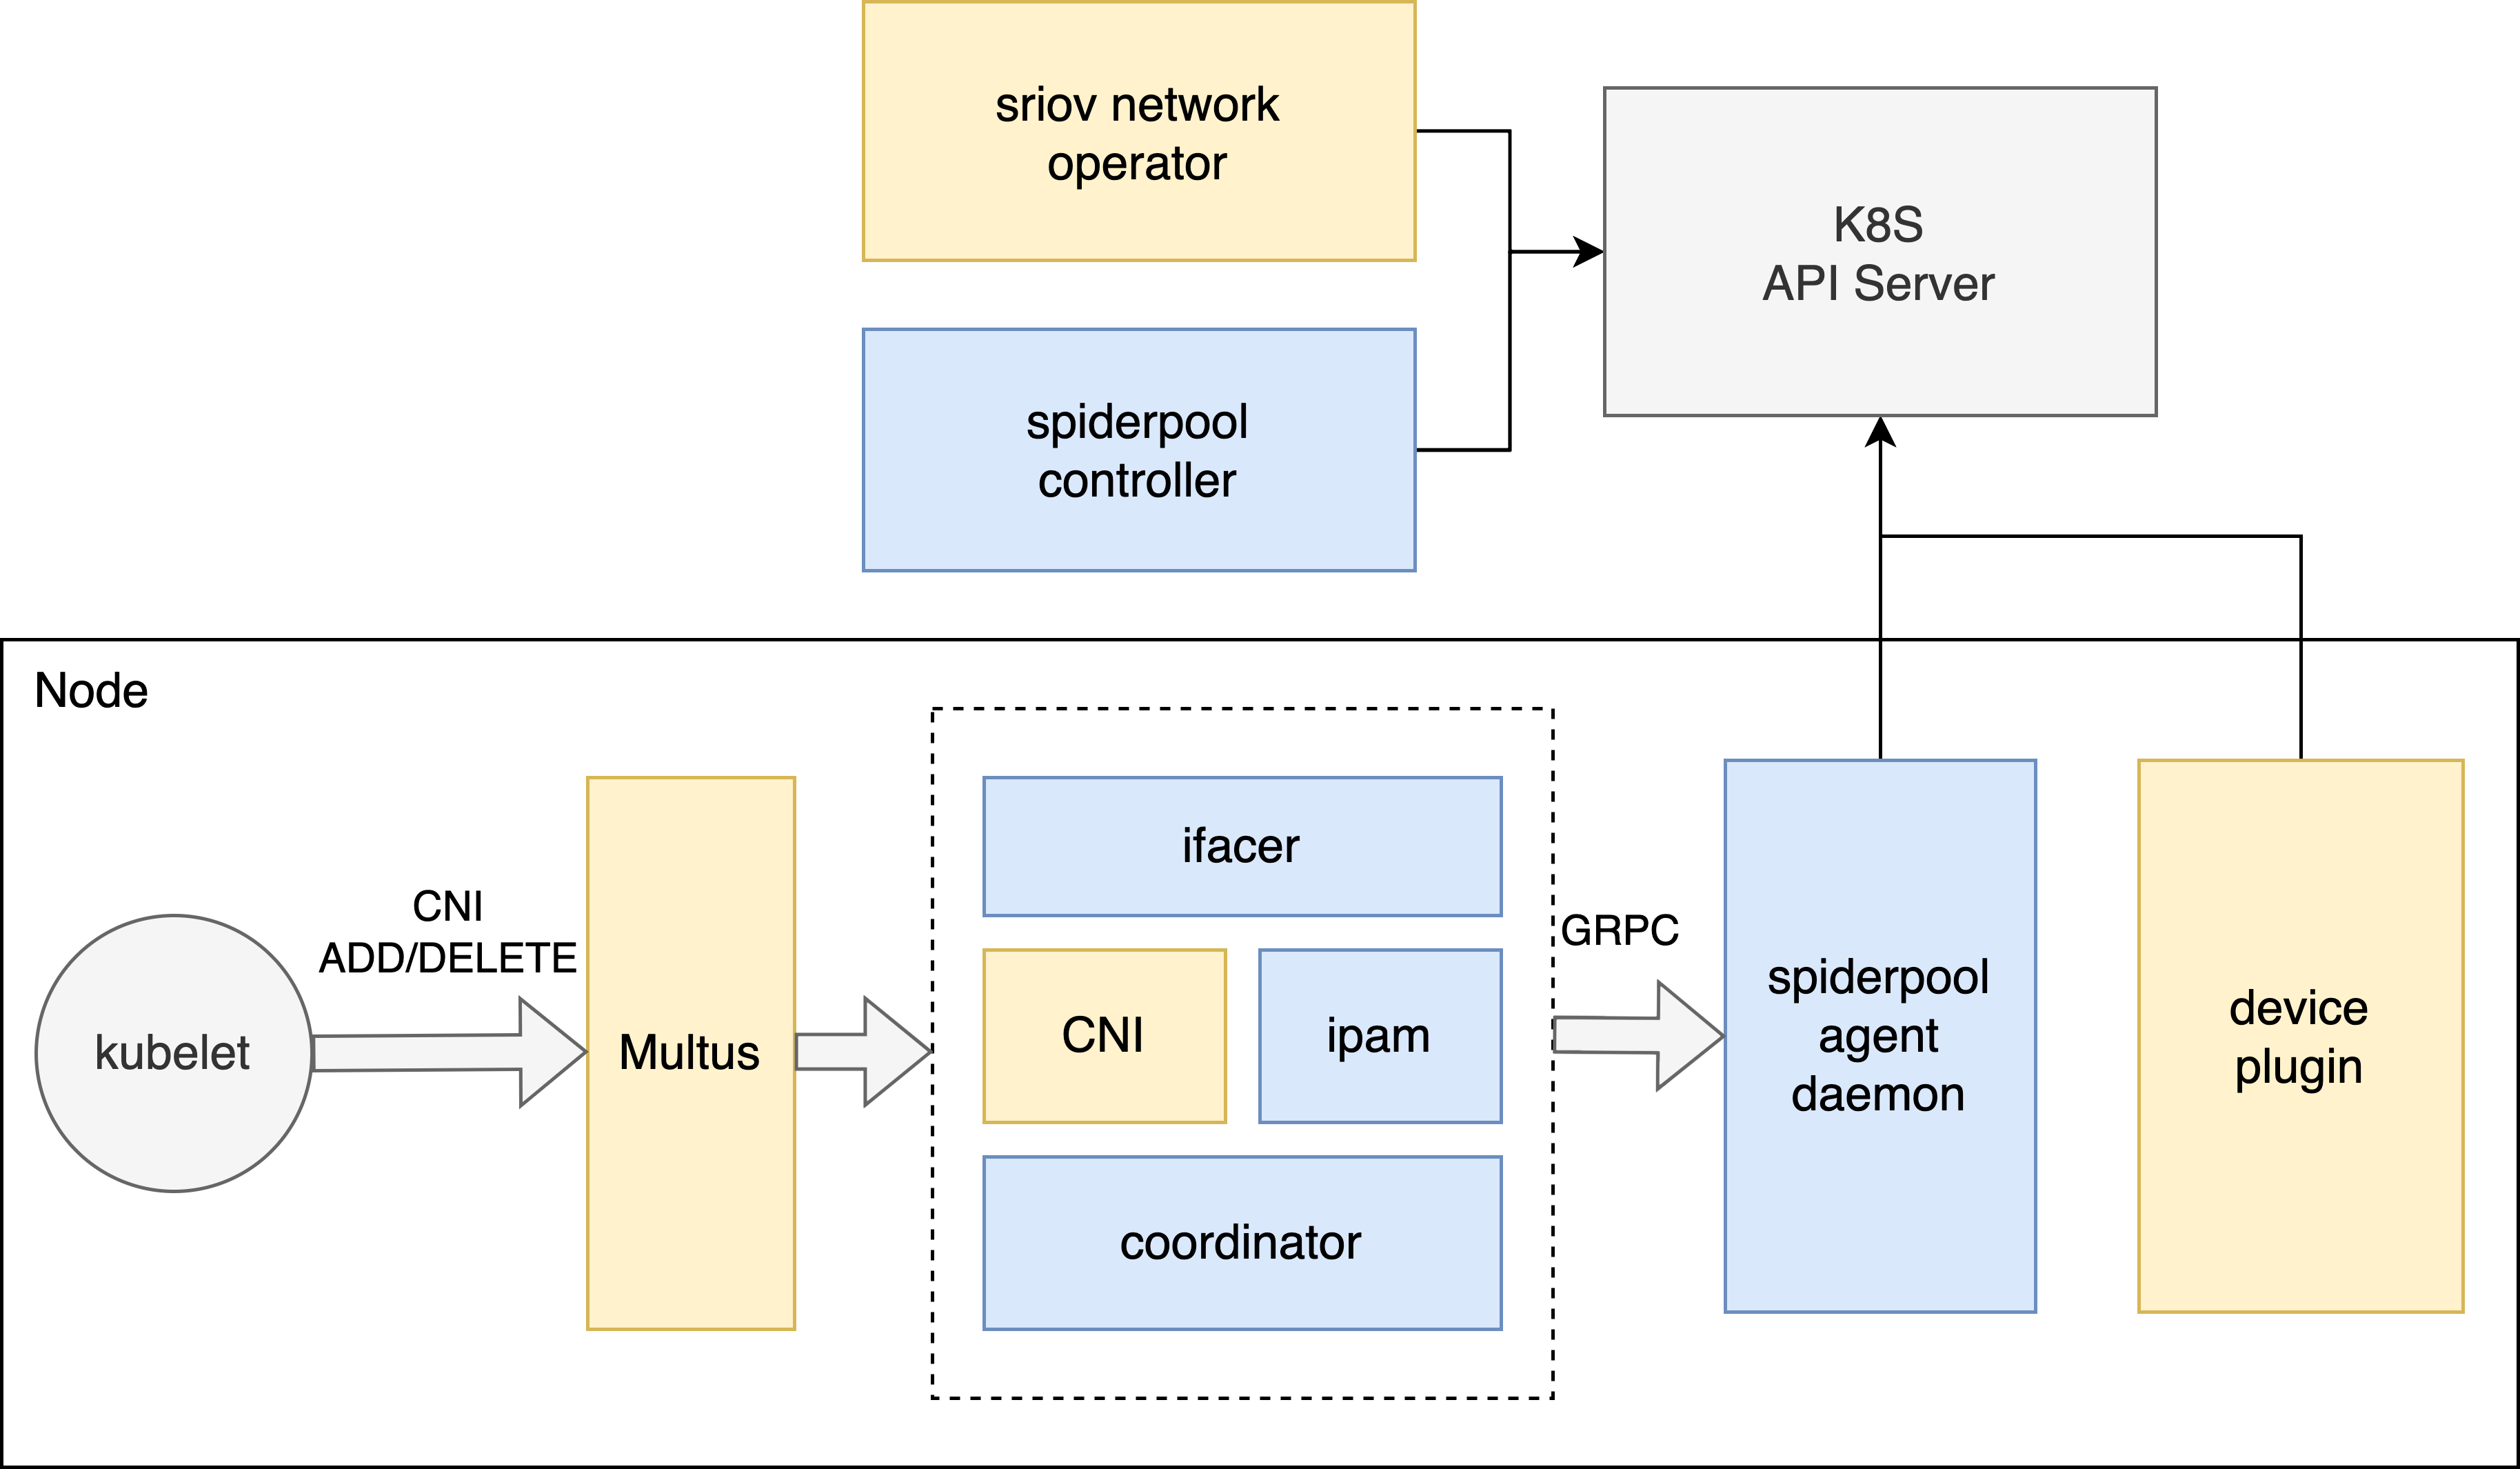 sriov network
operator
K8S
API Server
spiderpool
controller
Node
CNI
ADD/DELETE
kubelet
Multus
ifacer
CNI
ipam
coordinator
GRPC
spiderpool
agent
daemon
device
plugin